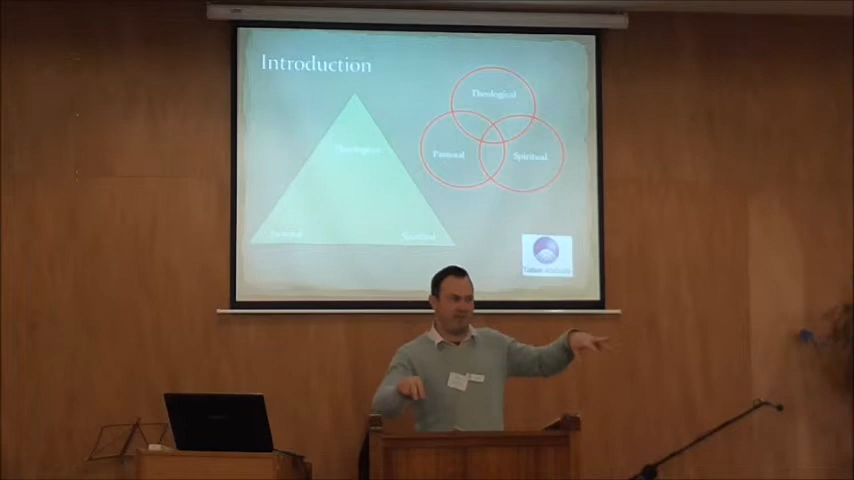 Introduction
Theological
Pastoral
Spiritual
Theological
Pastoral
Spiritual